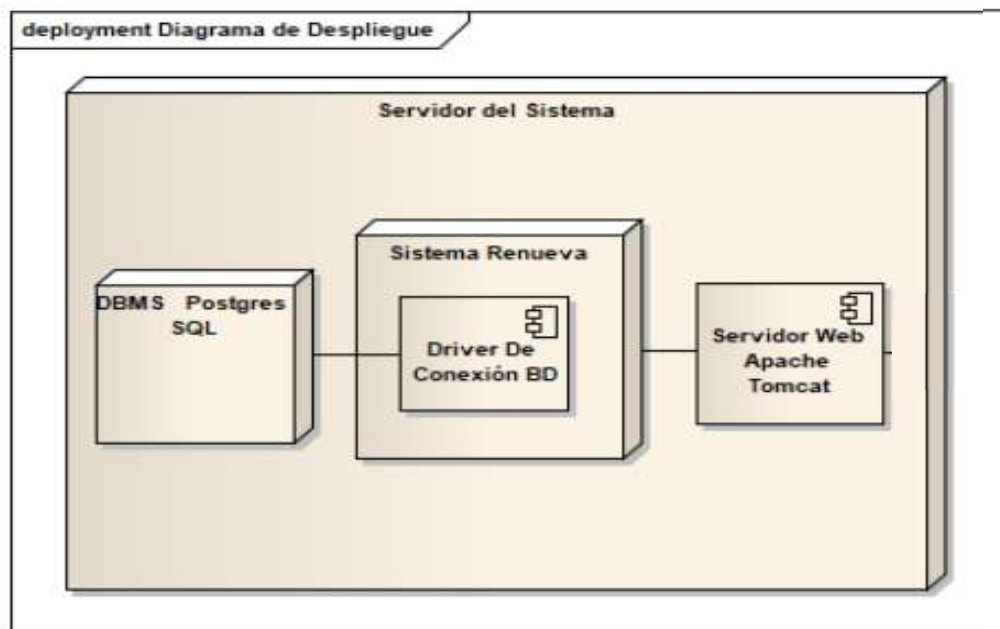 deployment Diagrama de Despliegue
Servidor del Sistema
Sistema Renueva
DBMS Postgres
SQL
Driver De
Conexión BD
Servidor Web
Apache
Tomcat